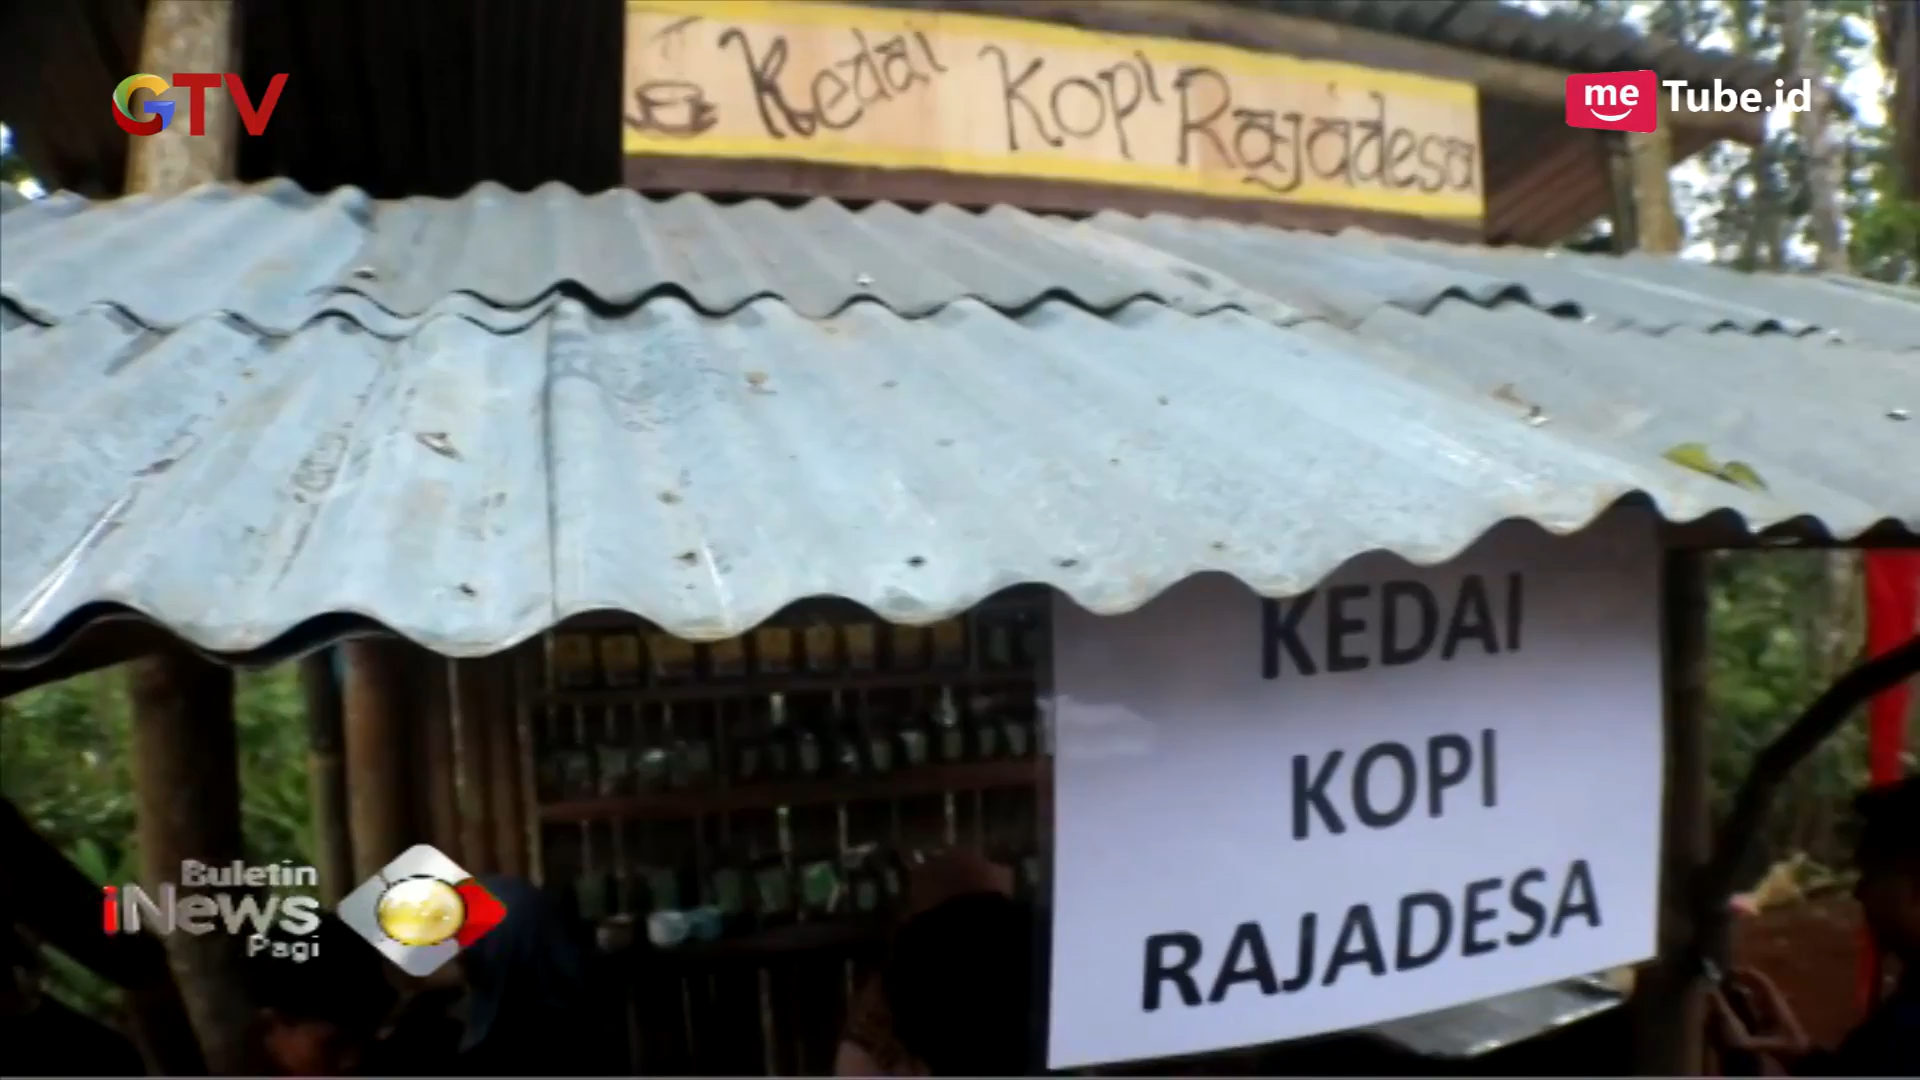 GTV
me Tube.id
Kedai Kopi Rajadesa
KEDAI
KOPI
RAJADESA
Buletin
iNews
Pagi